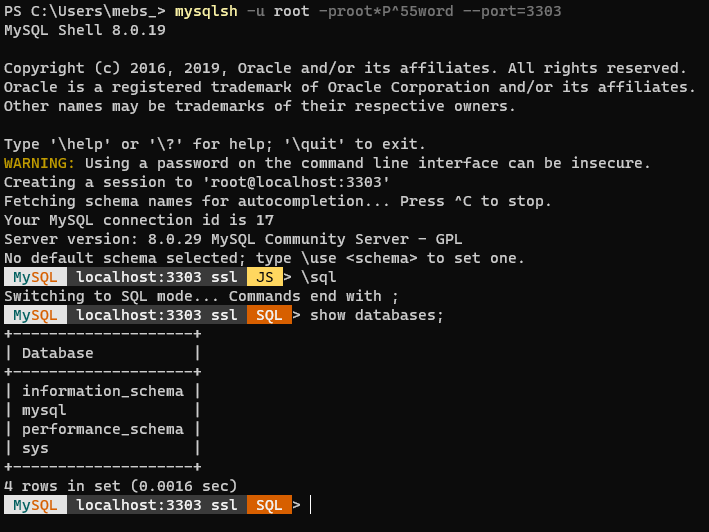 PS C:\Users\mebs_> mysqlsh -u root -proot*P^55word --port=3303
MySQL Shell 8.0.19
Copyright (c) 2016, 2019, Oracle and/or its affiliates. All rights reserved.
Oracle is a registered trademark of Oracle Corporation and/or its affiliates.
Other names may be trademarks of their respective owners.
Type '\help' or '\?' for help; '\quit' to exit.
WARNING: Using a password on the command line interface can be insecure.
Creating a session to 'root@localhost:3303'
Fetching schema names for autocompletion... Press ^C to stop.
Your MySQL connection id is 17
Server version: 8.0.29 MySQL Community Server - GPL
No default schema selected; type \use <schema> to set one.
MySQL localhost:3303 ssl JS > \sql
Switching to SQL mode... Commands end with ;
MySQL localhost:3303 ssl SQL > show databases;
+--------------------+
| Database           |
+--------------------+
| information_schema |
| mysql              |
| performance_schema |
| sys                |
+--------------------+
4 rows in set (0.0016 sec)
MySQL localhost:3303 ssl SQL >